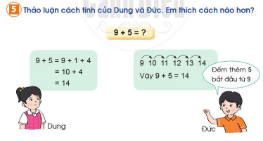 5 Thảo luận cách tính của Dung và Đức. Em thích cách nào hơn?
9 + 5 = ?
9 + 5 = 9 + 1 + 4
= 10 + 4
= 14
9 10 11 12 13 14
Vậy 9 + 5 = 14
Đếm thêm 5
bắt đầu từ 9
Dung
Đức